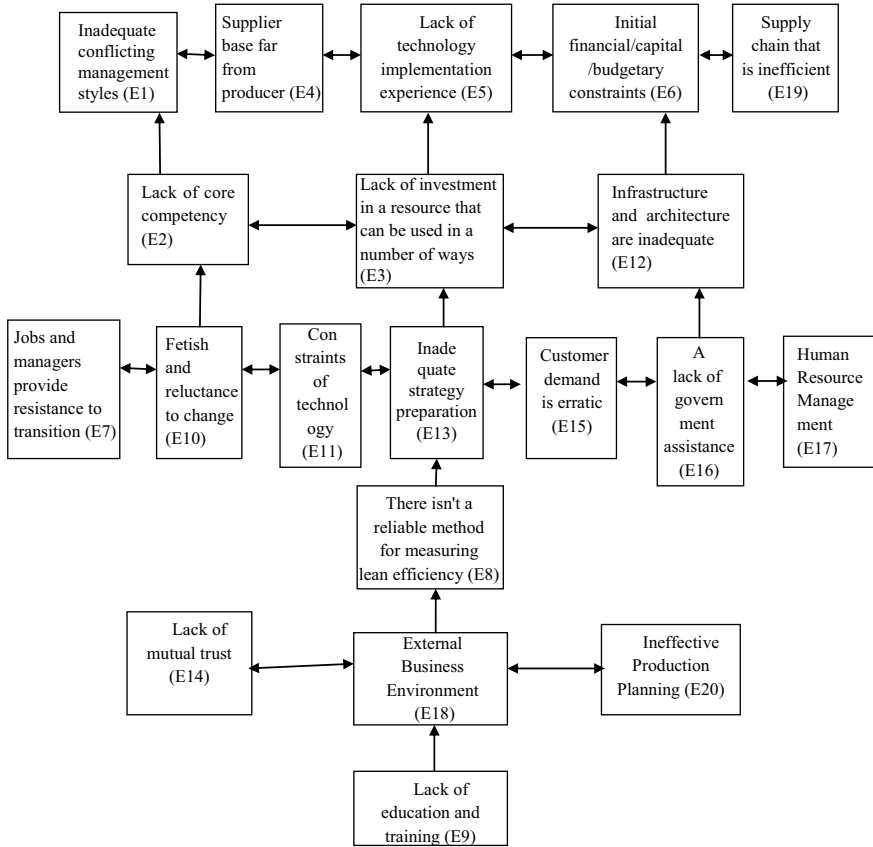 Inadequate
conflicting
management
styles (E1)
Supplier
base far
from
producer (E4)
Lack of
technology
implementation
experience (E5)
Initial
financial/capital
/budgetary
constraints (E6)
Supply
chain that
is inefficient
(E19)
Lack of core
competency
(E2)
Lack of investment
in a resource that
can be used in a
number of ways
(E3)
Infrastructure
and architecture
are inadequate
(E12)
Jobs and
managers
provide
resistance to
transition (E7)
Fetish and
reluctance
to change
(E10)
Con
straints
of
technol
ogy
(E11)
Inade
quate
strategy
preparation
(E13)
Customer
demand
is erratic
(E15)
A
lack of
govern
ment
assistance
(E16)
Human
Resource
Manage
ment
(E17)
There isn't a
reliable method
for measuring
lean efficiency (E8)
Lack of
mutual trust
(E14)
External
Business
Environment
(E18)
Ineffective
Production
Planning (E20)
Lack of
education and
training (E9)